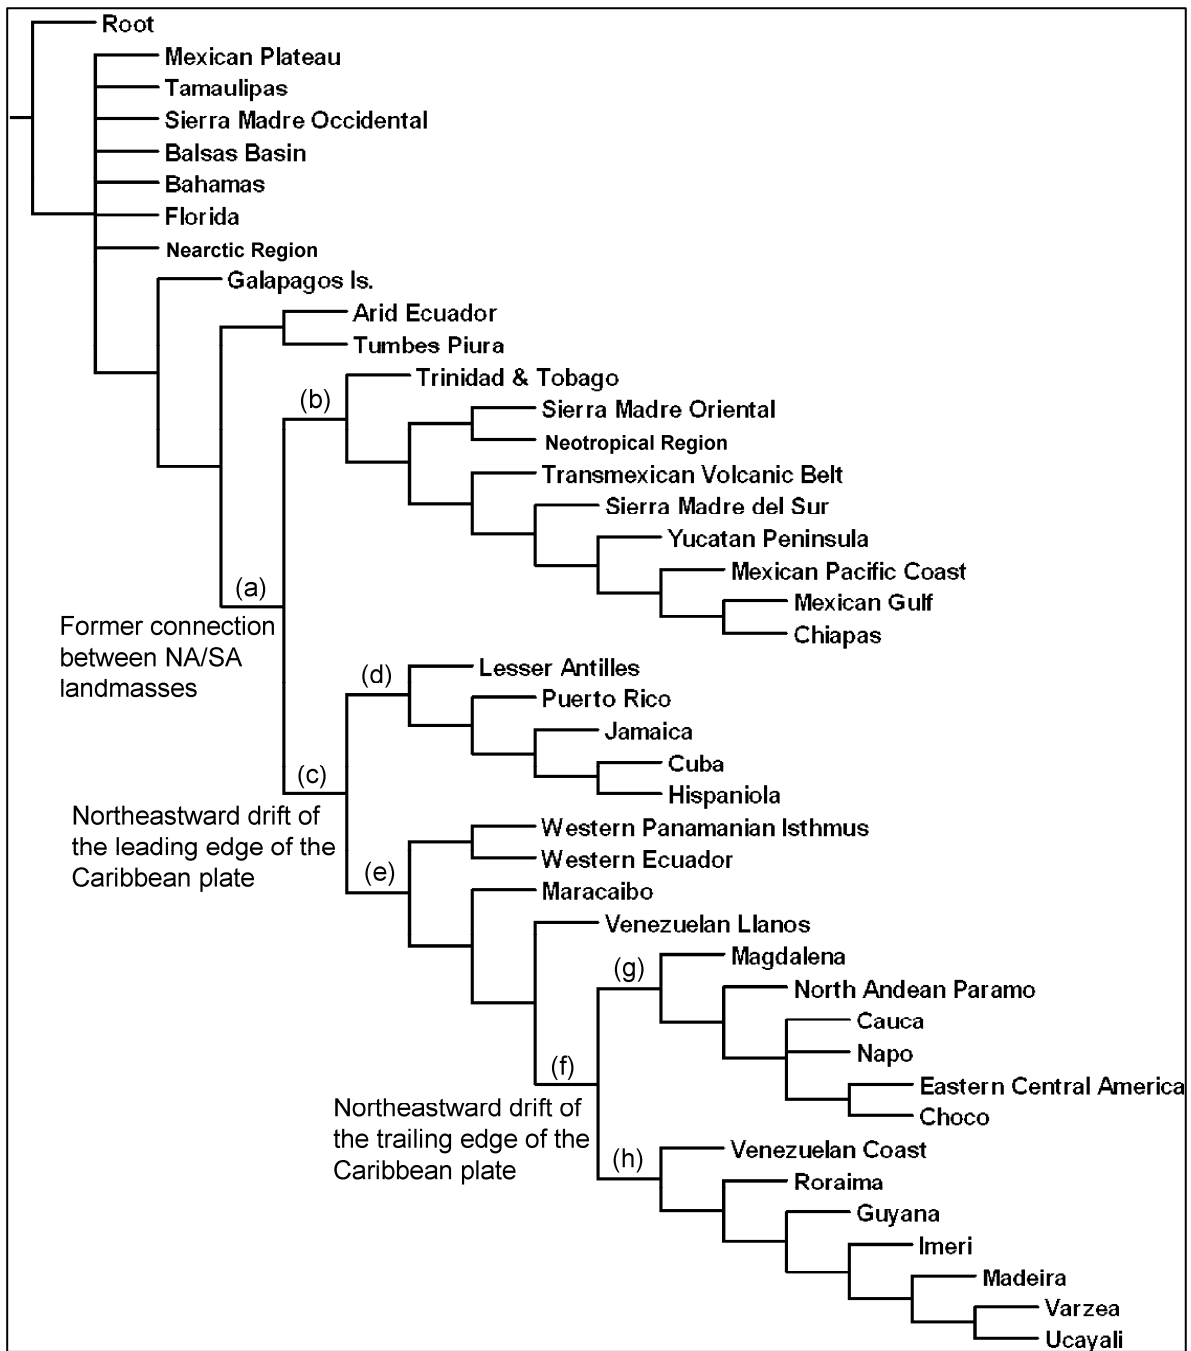 Root
Mexican Plateau
Tamaulipas
Sierra Madre Occidental
Balsas Basin
Bahamas
Florida
Nearctic Region
Galapagos Is.
Arid Ecuador
Tumbes Piura
Trinidad & Tobago
(b)
Sierra Madre Oriental
Neotropical Region
Transmexican Volcanic Belt
Sierra Madre del Sur
Yucatan Peninsula
Mexican Pacific Coast
(a)
Mexican Gulf
Chiapas
Former connection
between NA/SA
landmasses
Lesser Antilles
(d)
Puerto Rico
Jamaica
Cuba
(c)
Hispaniola
Northeastward drift of
the leading edge of the
Caribbean plate
Western Panamanian Isthmus
Western Ecuador
(e)
Maracaibo
Venezuelan Llanos
Magdalena
(g)
North Andean Paramo
Cauca
Napo
(f)
Eastern Central America
Choco
Northeastward drift of
the trailing edge of the
Caribbean plate
Venezuelan Coast
(h)
Roraima
Guyana
Imeri
Madeira
Varzea
Ucayali